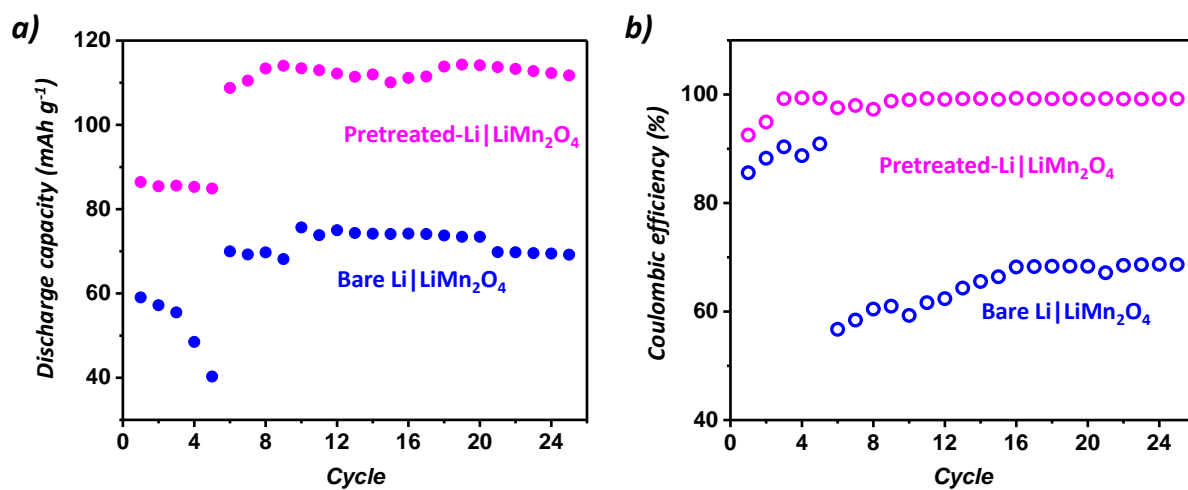 a)
Discharge capacity (mAh g⁻¹)
120
100
80
60
40
0
4
8
12
16
20
24
Cycle
Pretreated-Li|LiMn₂O₄
Bare Li|LiMn₂O₄
b)
Coulombic efficiency (%)
100
80
60
40
0
4
8
12
16
20
24
Cycle
Pretreated-Li|LiMn₂O₄
Bare Li|LiMn₂O₄